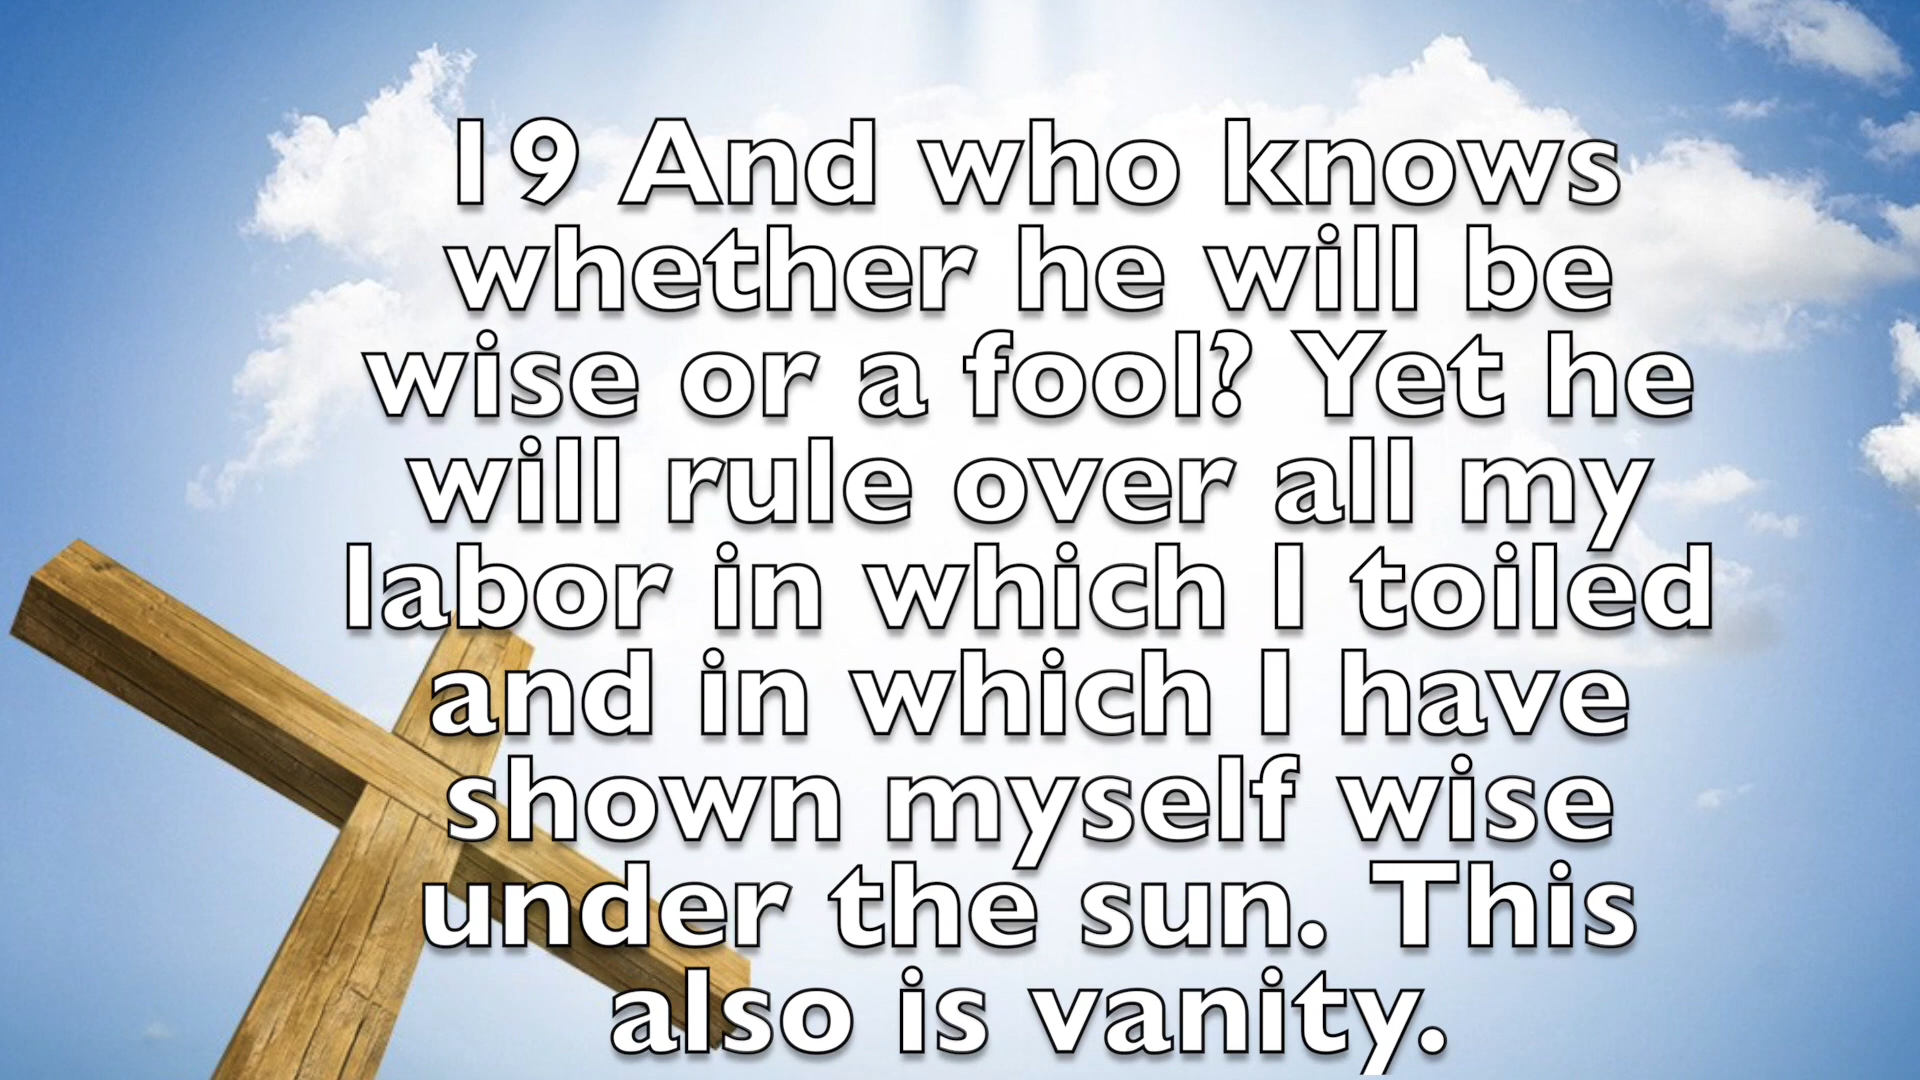 19 And who knows
whether he will be
wise or a fool? Yet he
will rule over all my
labor in which I toiled
and in which I have
shown myself wise
under the sun. This
also is vanity.